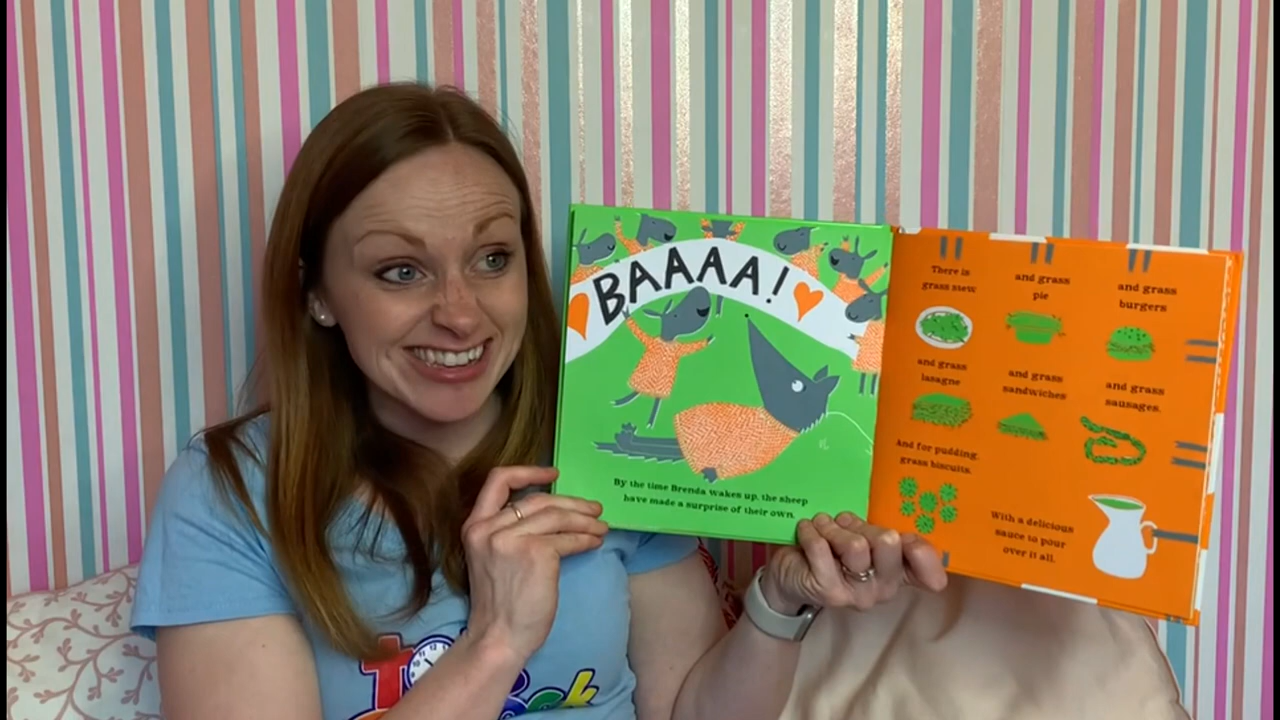 BAAAA!
By the time Brenda wakes up, the sheep
have made a surprise of their own.
There is
grass stew
and grass
pie
and grass
burgers
and grass
lasagne
and grass
sandwiches
and grass
sausages.
And for pudding,
grass biscuits.
With a delicious
sauce to pour
over it all.